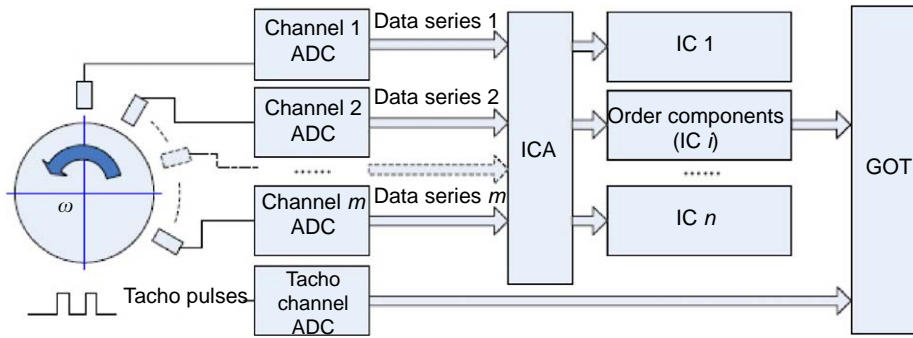 Channel 1
ADC
Data series 1
Channel 2
ADC
Data series 2
......
Channel m
ADC
Data series m
ω
Tacho pulses
Tacho
channel
ADC
ICA
IC 1
Order components
(IC i)
......
IC n
GOT